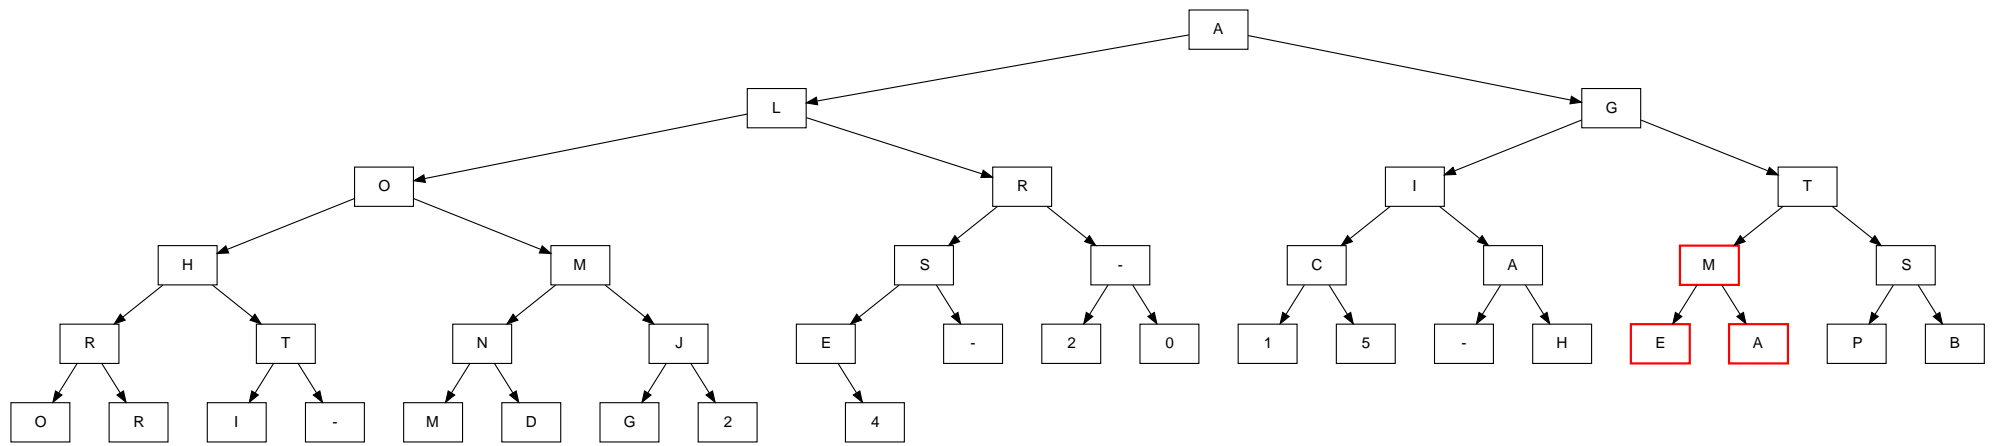 A
L G
O R I T
H M S - C A M S
R T N J E - 2 0 1 5 - H E A P B
O R I - M D G 2 4